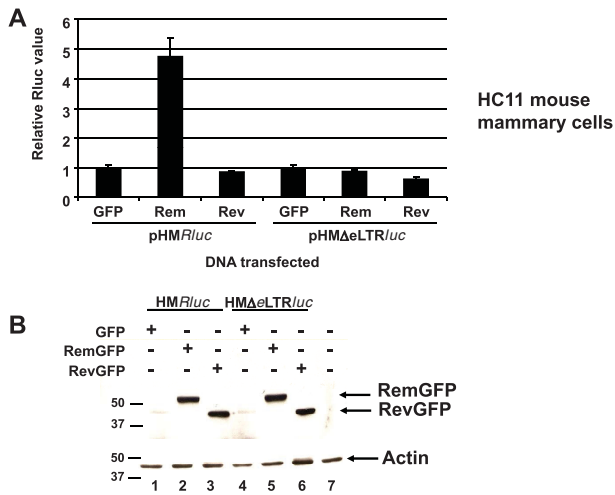 A
Relative Rluc value
6
5
4
3
2
1
0
GFP Rem Rev GFP Rem Rev
pHMRluc pHMΔeLTRluc
DNA transfected
HC11 mouse
mammary cells
B
HMRluc HMΔeLTRluc
GFP + - - + - - -
RemGFP - + - - + - -
RevGFP - - + - - + -
50
37
RemGFP
RevGFP
50
37
Actin
1 2 3 4 5 6 7